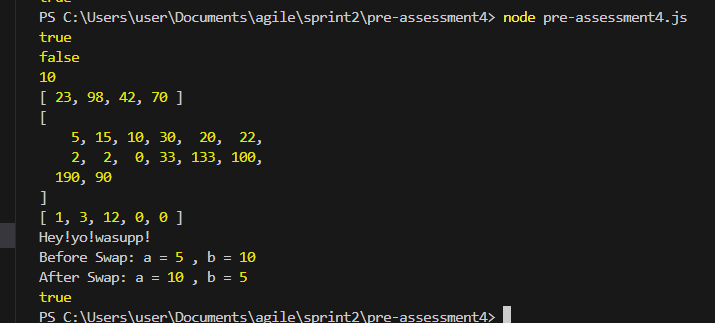 true
PS C:\Users\user\Documents\agile\sprint2\pre-assessment4> node pre-assessment4.js
true
false
10
[ 23, 98, 42, 70 ]
[
    5, 15, 10, 30,  20,  22,
    2,  2,  0, 33, 133, 100,
  190, 90
]
[ 1, 3, 12, 0, 0 ]
Hey!yo!wasupp!
Before Swap: a = 5 , b = 10
After Swap: a = 10 , b = 5
true
PS C:\Users\user\Documents\agile\sprint2\pre-assessment4>